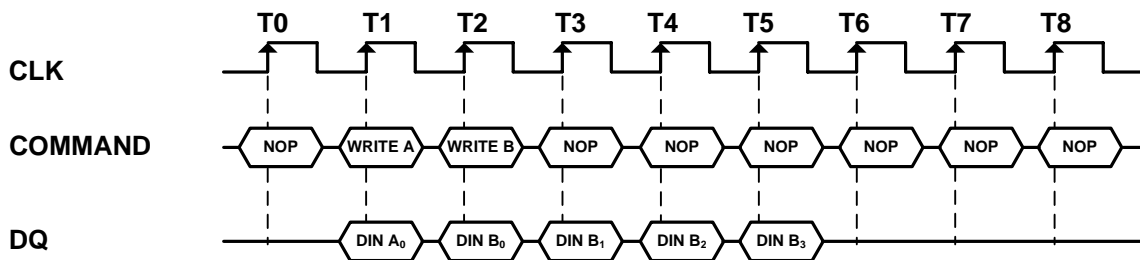 T0 T1 T2 T3 T4 T5 T6 T7 T8
CLK
COMMAND NOP WRITE A WRITE B NOP NOP NOP NOP NOP NOP
DQ DIN A₀ DIN B₀ DIN B₁ DIN B₂ DIN B₃